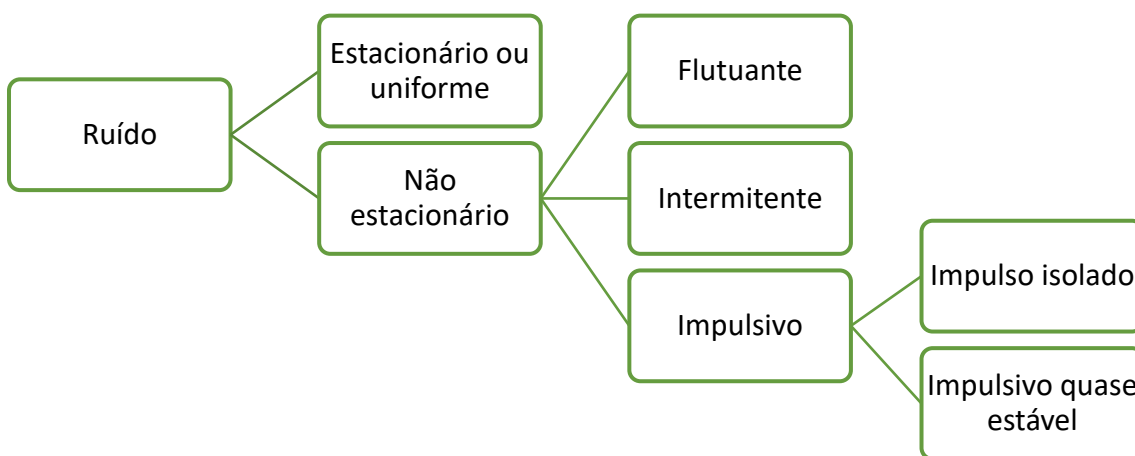 Ruído
Estacionário ou
uniforme
Não
estacionário
Flutuante
Intermitente
Impulsivo
Impulso isolado
Impulsivo quase
estável